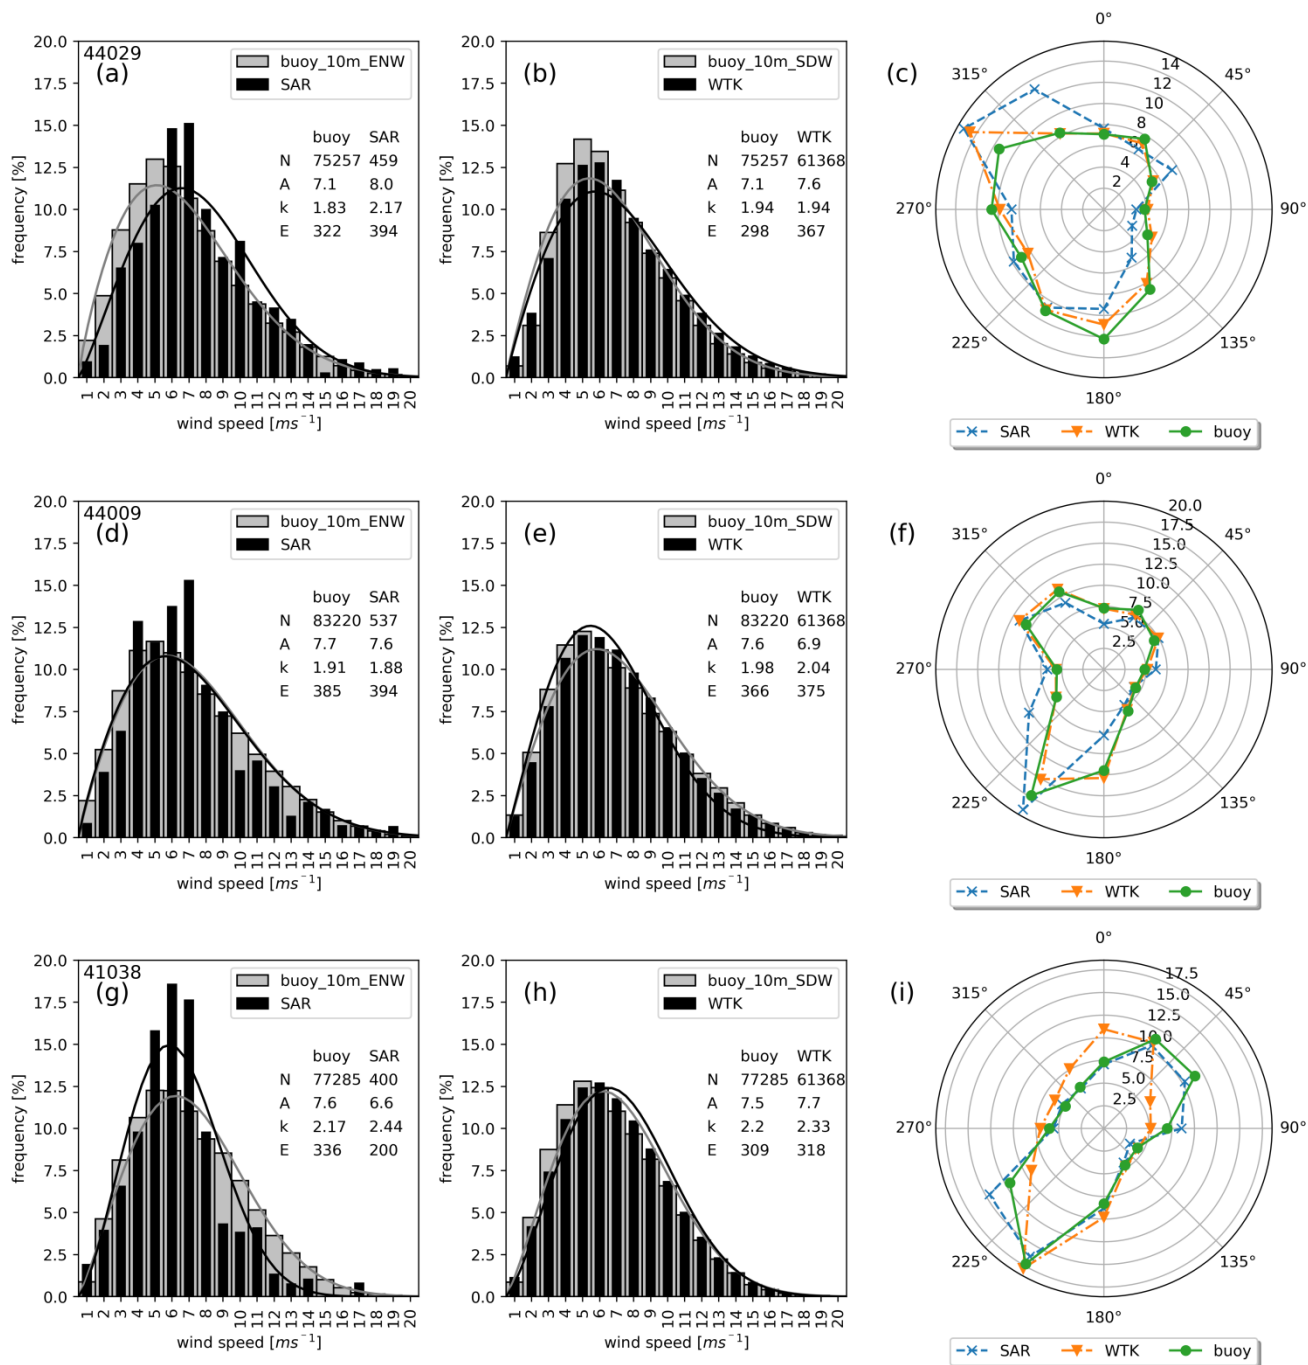 44029
(a)
buoy_10m_ENW
SAR
buoy SAR
N 75257 459
A 7.1 8.0
k 1.83 2.17
E 322 394
frequency [%]
20.0
17.5
15.0
12.5
10.0
7.5
5.0
2.5
0.0
1 2 3 4 5 6 7 8 9 10 11 12 13 14 15 16 17 18 19 20
wind speed [ms⁻¹]
(b)
buoy_10m_SDW
WTK
buoy WTK
N 75257 61368
A 7.1 7.6
k 1.94 1.94
E 298 367
frequency [%]
20.0
17.5
15.0
12.5
10.0
7.5
5.0
2.5
0.0
1 2 3 4 5 6 7 8 9 10 11 12 13 14 15 16 17 18 19 20
wind speed [ms⁻¹]
(c)
0°
45°
90°
135°
180°
225°
270°
315°
14
12
10
8
6
4
2
SAR WTK buoy
44009
(d)
buoy_10m_ENW
SAR
buoy SAR
N 83220 537
A 7.7 7.6
k 1.91 1.88
E 385 394
frequency [%]
20.0
17.5
15.0
12.5
10.0
7.5
5.0
2.5
0.0
1 2 3 4 5 6 7 8 9 10 11 12 13 14 15 16 17 18 19 20
wind speed [ms⁻¹]
(e)
buoy_10m_SDW
WTK
buoy WTK
N 83220 61368
A 7.6 6.9
k 1.98 2.04
E 366 375
frequency [%]
20.0
17.5
15.0
12.5
10.0
7.5
5.0
2.5
0.0
1 2 3 4 5 6 7 8 9 10 11 12 13 14 15 16 17 18 19 20
wind speed [ms⁻¹]
(f)
0°
45°
90°
135°
180°
225°
270°
315°
20.0
17.5
15.0
12.5
10.0
7.5
5.0
2.5
SAR WTK buoy
41038
(g)
buoy_10m_ENW
SAR
buoy SAR
N 77285 400
A 7.6 6.6
k 2.17 2.44
E 336 200
frequency [%]
20.0
17.5
15.0
12.5
10.0
7.5
5.0
2.5
0.0
1 2 3 4 5 6 7 8 9 10 11 12 13 14 15 16 17 18 19 20
wind speed [ms⁻¹]
(h)
buoy_10m_SDW
WTK
buoy WTK
N 77285 61368
A 7.5 7.7
k 2.2 2.33
E 309 318
frequency [%]
20.0
17.5
15.0
12.5
10.0
7.5
5.0
2.5
0.0
1 2 3 4 5 6 7 8 9 10 11 12 13 14 15 16 17 18 19 20
wind speed [ms⁻¹]
(i)
0°
45°
90°
135°
180°
225°
270°
315°
17.5
15.0
12.5
10.0
7.5
5.0
2.5
SAR WTK buoy